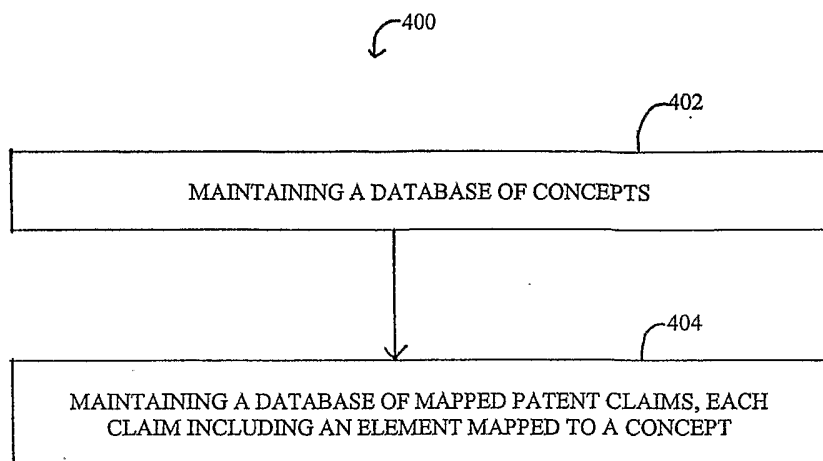 400
402
MAINTAINING A DATABASE OF CONCEPTS
404
MAINTAINING A DATABASE OF MAPPED PATENT CLAIMS, EACH
CLAIM INCLUDING AN ELEMENT MAPPED TO A CONCEPT